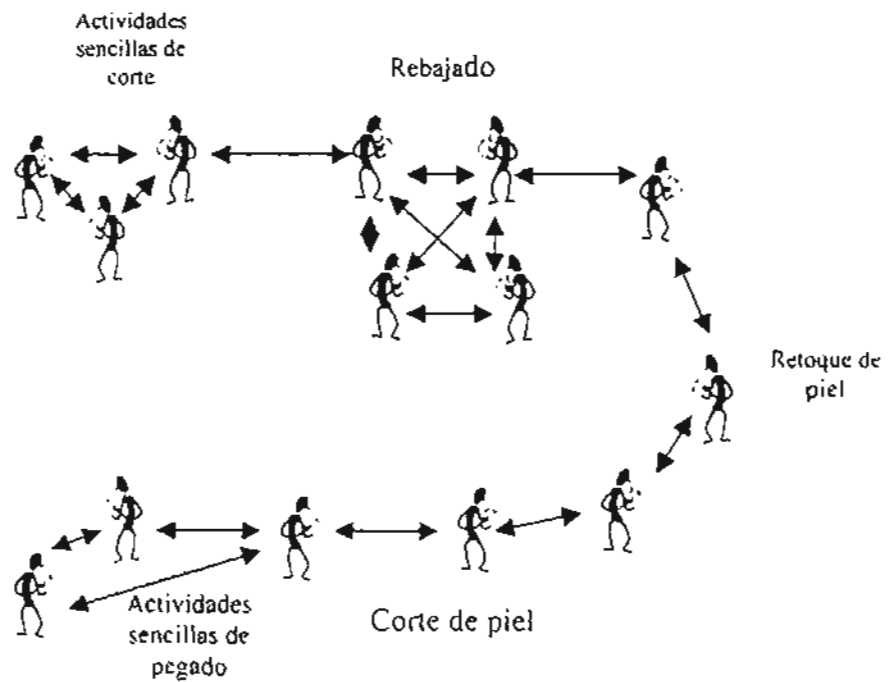 Actividades
sencillas de
corte
Rebajado
Retoque de
piel
Actividades
sencillas de
pegado
Corte de piel